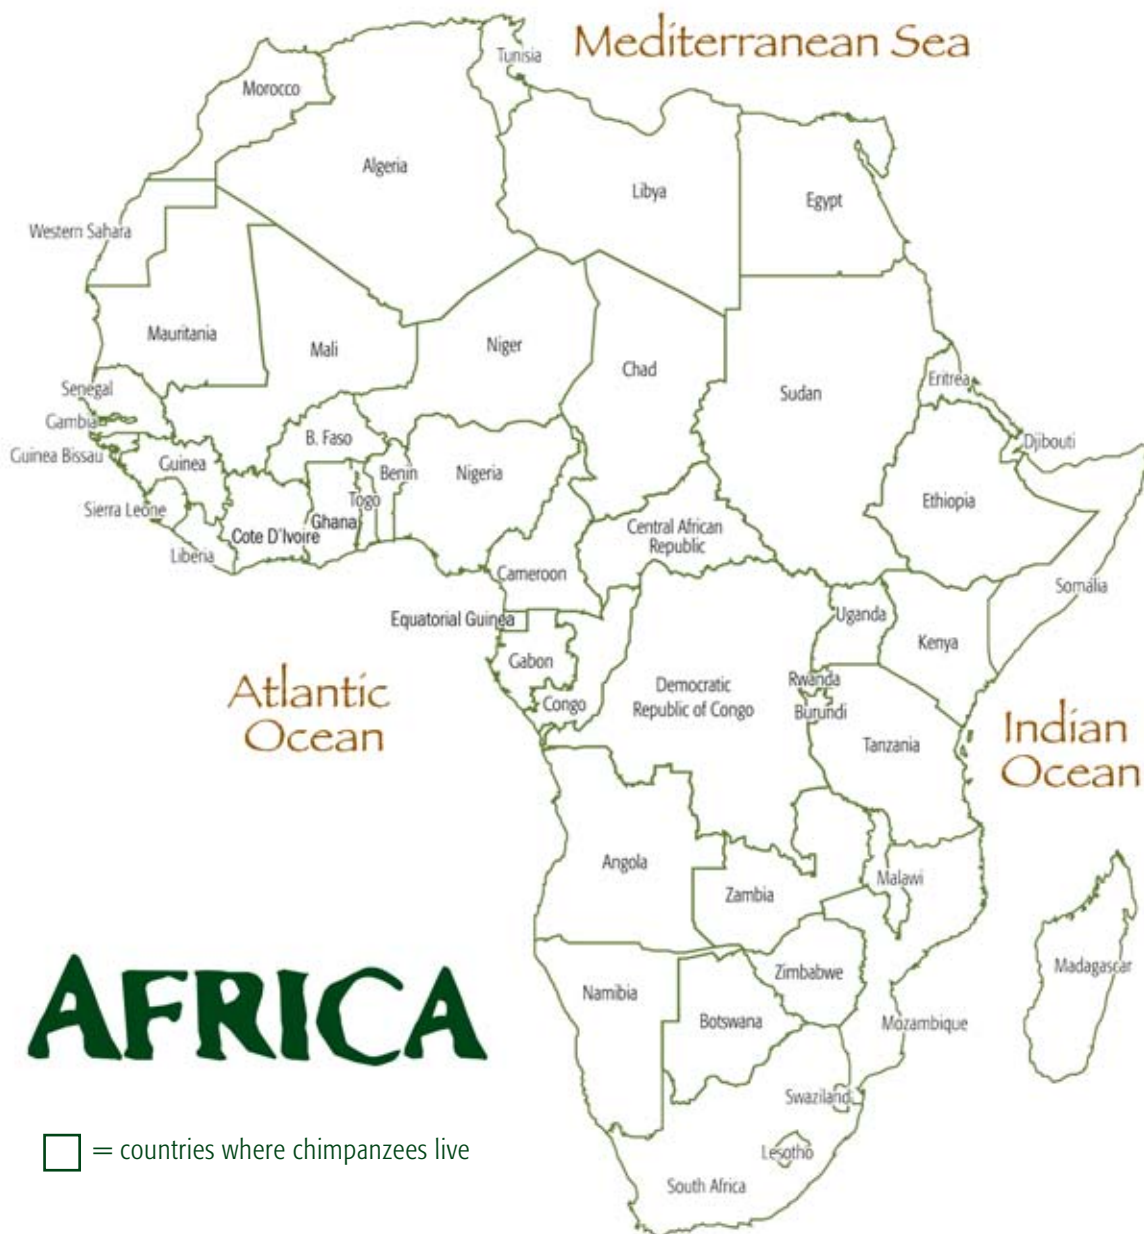 Mediterranean Sea
Tunisia
Morocco
Algeria
Libya
Egypt
Western Sahara
Mauritania
Mali
Niger
Chad
Sudan
Eritrea
Senegal
Gambia
Guinea Bissau
Guinea
B. Faso
Benin
Nigeria
Djibouti
Togo
Sierra Leone
Ghana
Cote D'Ivoire
Liberia
Ethiopia
Central African
Republic
Cameroon
Somalia
Equatorial Guinea
Uganda
Kenya
Gabon
Atlantic
Ocean
Congo
Democratic
Republic of Congo
Rwanda
Burundi
Tanzania
Indian
Ocean
Angola
Zambia
Malawi
Madagascar
Zimbabwe
Namibia
Botswana
Mozambique
AFRICA
Swaziland
Lesotho
South Africa
= countries where chimpanzees live